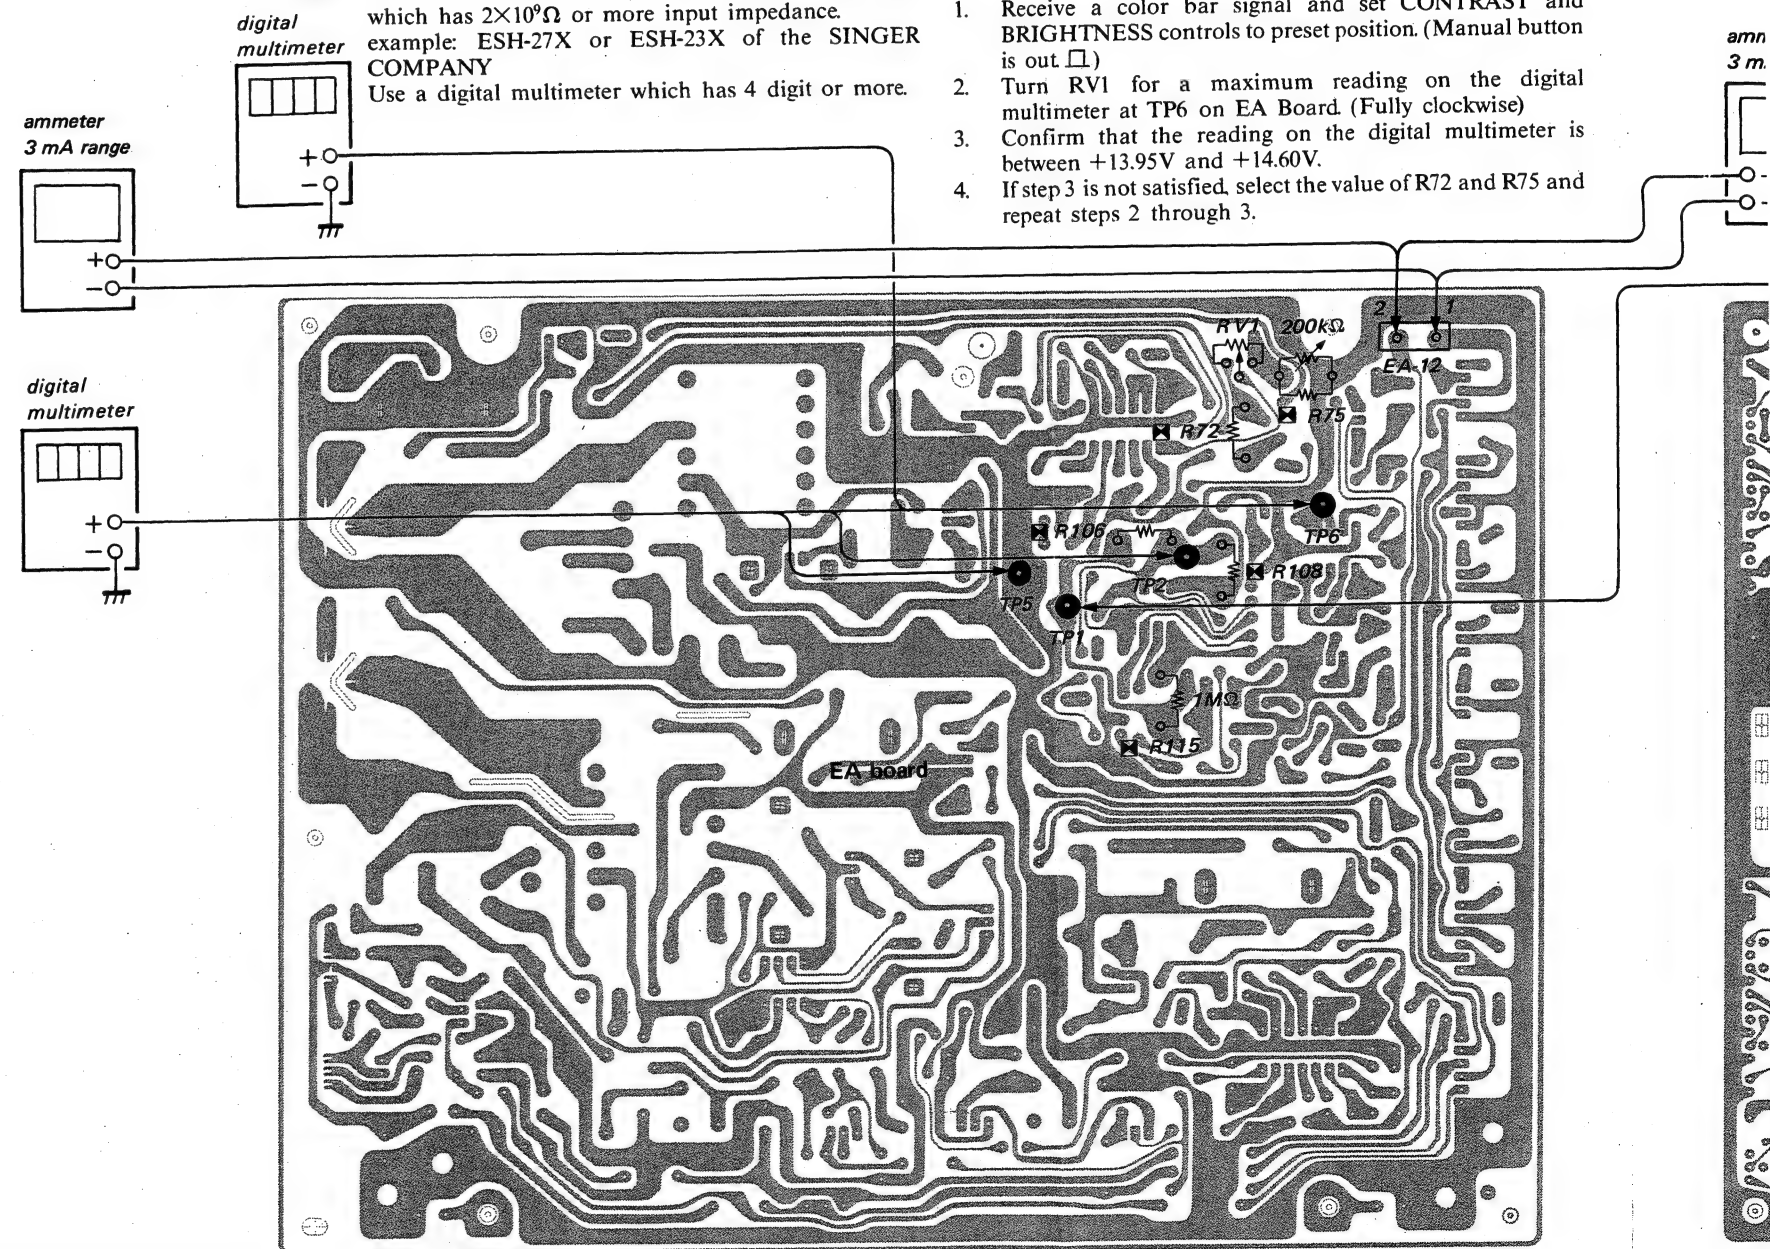 which has 2×10⁹Ω or more input impedance.
example: ESH-27X or ESH-23X of the SINGER
COMPANY
Use a digital multimeter which has 4 digit or more.
1. Receive a color bar signal and set CONTRAST and
BRIGHTNESS controls to preset position. (Manual button
is out)
2. Turn RV1 for a maximum reading on the digital
multimeter at TP6 on EA Board. (Fully clockwise)
3. Confirm that the reading on the digital multimeter is
between +13.95V and +14.60V.
4. If step 3 is not satisfied, select the value of R72 and R75 and
repeat steps 2 through 3.
digital
multimeter
+
−
ammeter
3 mA range
+
−
digital
multimeter
+
−
3 m
2
1
RV1
200kΩ
EA-12
R75
R72
R106
TP6
TP2
R108
TP5
TP1
1MΩ
R115
EA board